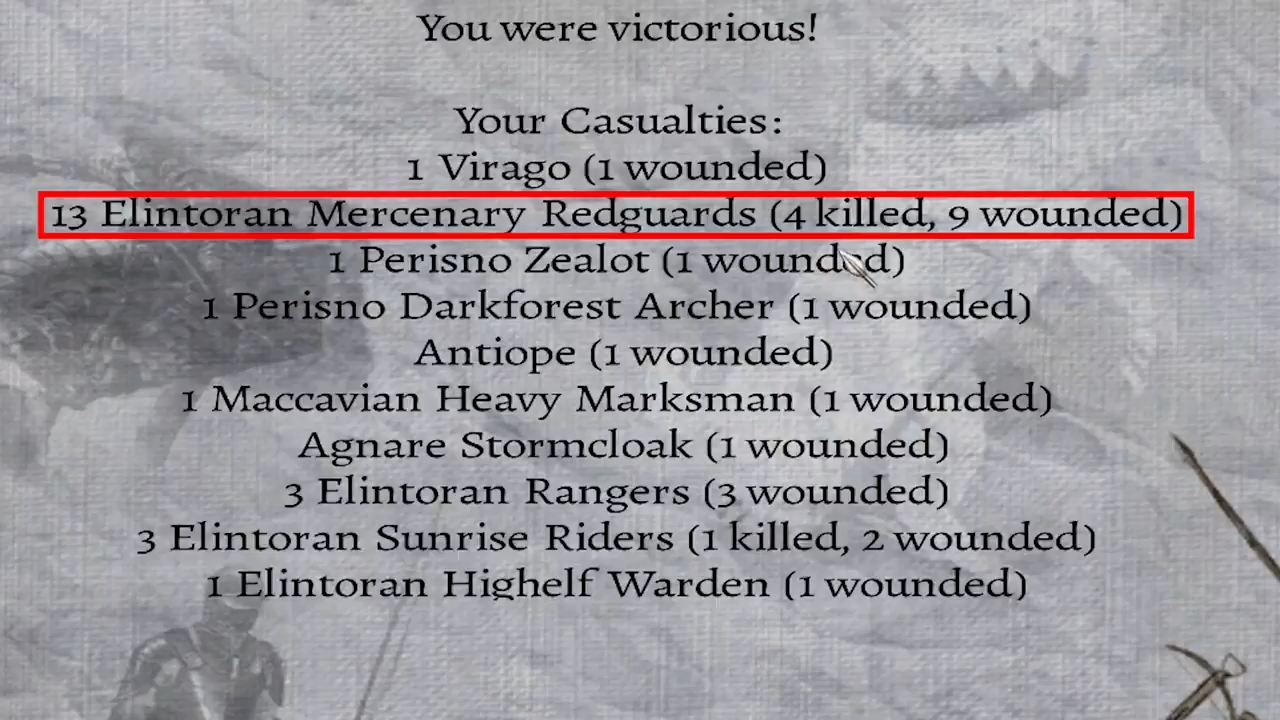 You were victorious!
Your Casualties:
1 Virago (1 wounded)
13 Elintoran Mercenary Redguards (4 killed, 9 wounded)
1 Perisno Zealot (1 wounded)
1 Perisno Darkforest Archer (1 wounded)
Antiope (1 wounded)
1 Maccavian Heavy Marksman (1 wounded)
Agnare Stormcloak (1 wounded)
3 Elintoran Rangers (3 wounded)
3 Elintoran Sunrise Riders (1 killed, 2 wounded)
1 Elintoran Highelf Warden (1 wounded)